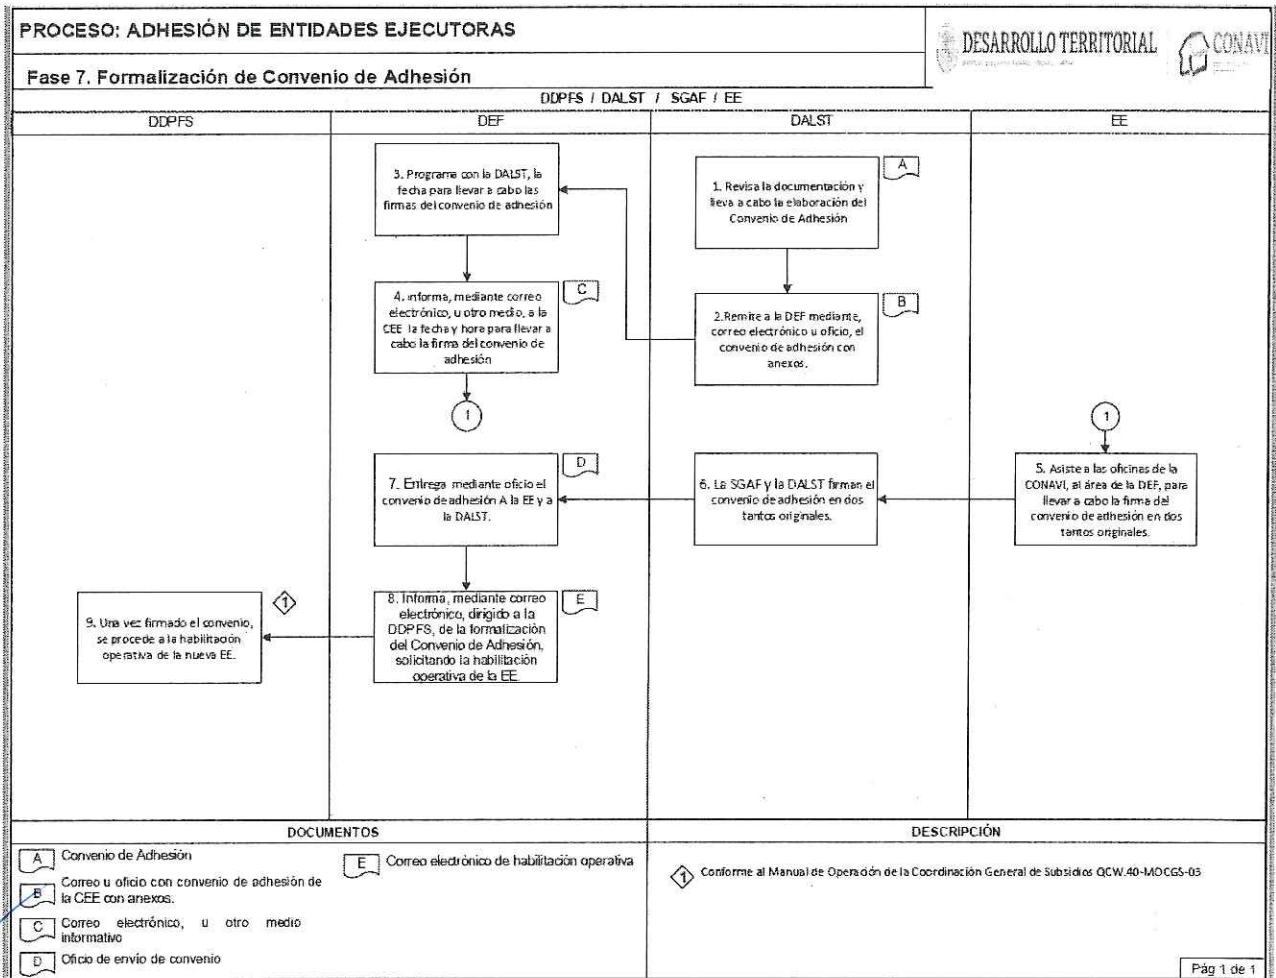 PROCESO: ADHESIÓN DE ENTIDADES EJECUTORAS
DESARROLLO TERRITORIAL
CONAVI
Fase 7. Formalización de Convenio de Adhesión
DDPFS / DALST / SGAF / EE
DDPFS
DEF
DALST
EE
3. Programa con la DALST, la
fecha para llevar a cabo las
firmas del convenio de adhesión
A
1. Revisa la documentación y
lleva a cabo la elaboración del
Convenio de Adhesión
C
4. informa, mediante correo
electrónico, u otro medio, a la
CEE la fecha y hora para llevar a
cabo la firma del convenio de
adhesión
B
2.Remite a la DEF mediante,
correo electrónico u oficio, el
convenio de adhesión con
anexos.
1
1
D
7. Entrega mediante oficio el
convenio de adhesión A la EE y a
la DALST.
6. La SGAF y la DALST firman el
convenio de adhesión en dos
tantos originales.
5. Asiste a las oficinas de la
CONAVI, al área de la DEF, para
llevar a cabo la firma del
convenio de adhesión en dos
tantos originales.
1
9. Una vez firmado el convenio,
se procede a la habilitación
operativa de la nueva EE.
E
8. Informa, mediante correo
electrónico, dirigido a la
DDPFS, de la formalización
del Convenio de Adhesión,
solicitando la habilitación
operativa de la EE
DOCUMENTOS
DESCRIPCIÓN
A Convenio de Adhesión
B Correo u oficio con convenio de adhesión de
la CEE con anexos.
C Correo electrónico, u otro medio
informativo
D Oficio de envío de convenio
E Correo electrónico de habilitación operativa
1 Conforme al Manual de Operación de la Coordinación General de Subsidios QCW.40-MOCGS-03
Pág 1 de 1